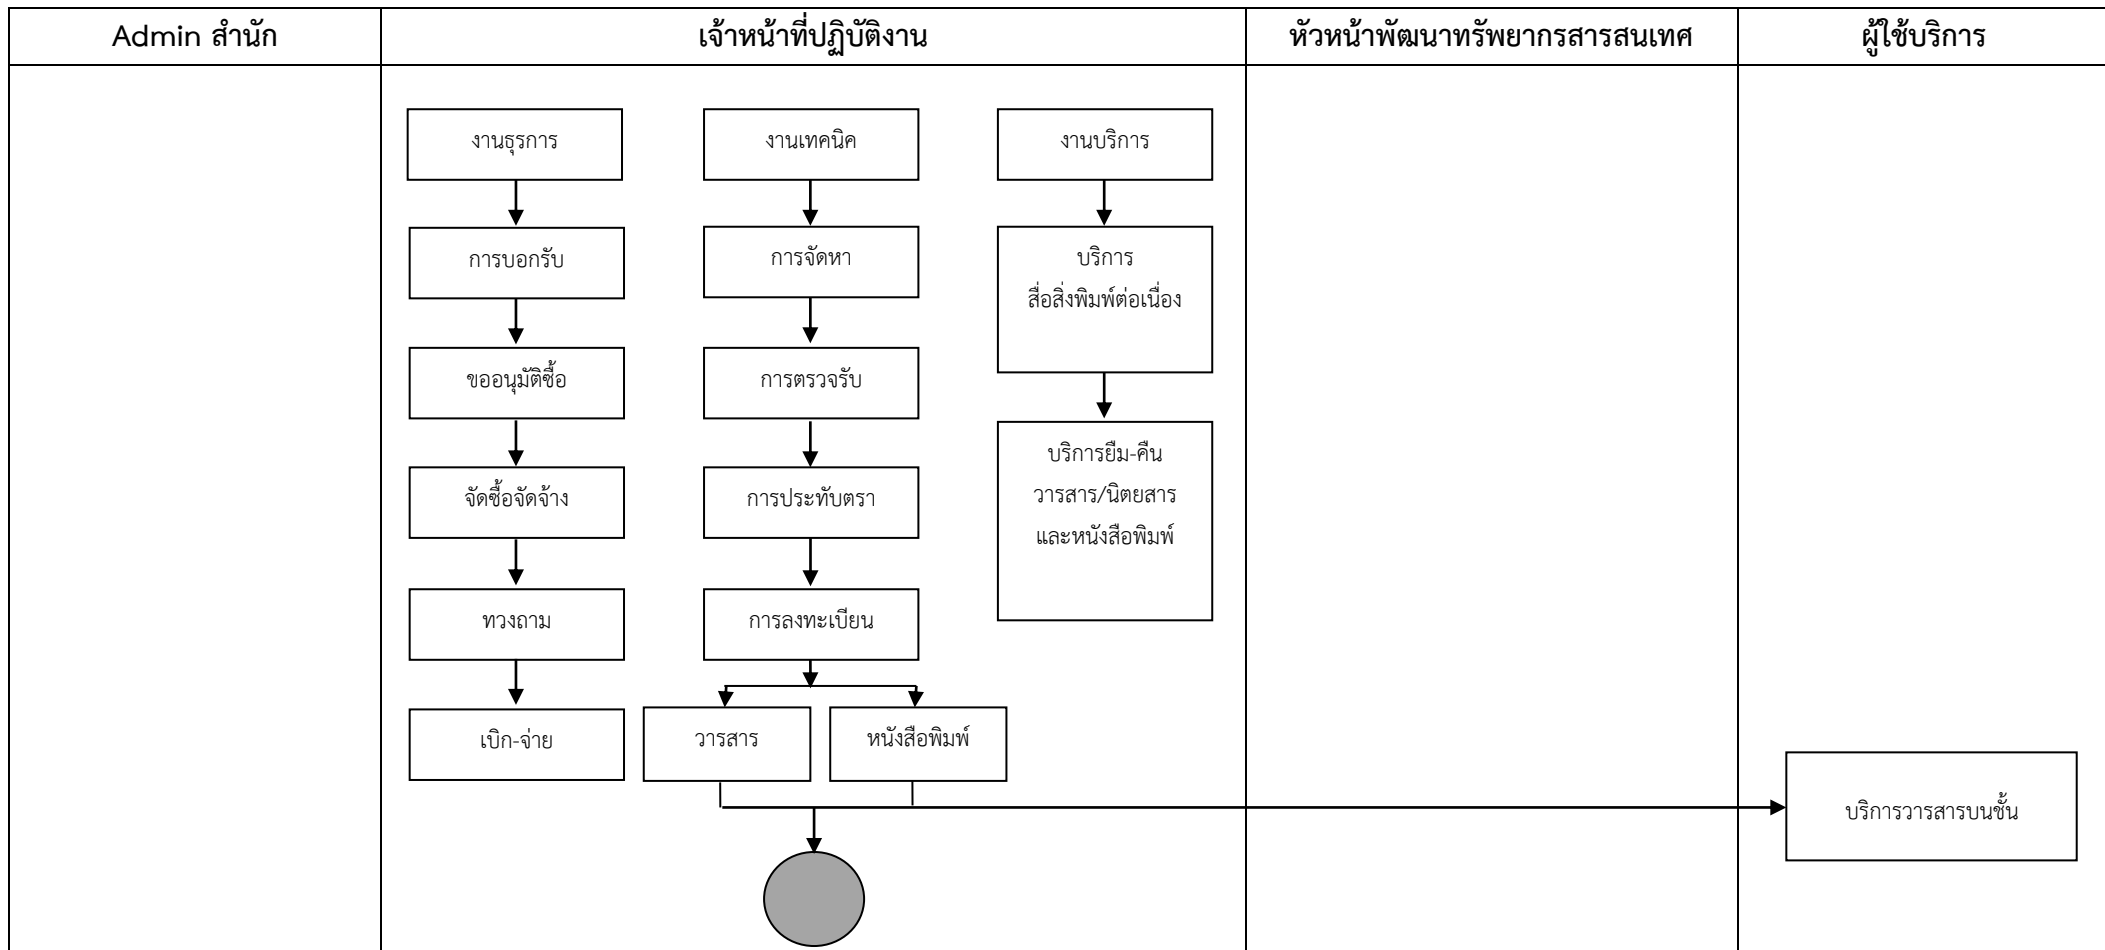 Admin สำนัก
เจ้าหน้าที่ปฏิบัติงาน
หัวหน้าพัฒนาทรัพยากรสารสนเทศ
ผู้ใช้บริการ
งานธุรการ
งานเทคนิค
งานบริการ
การบอกรับ
การจัดหา
บริการ
สื่อสิ่งพิมพ์ต่อเนื่อง
ขออนุมัติซื้อ
การตรวจรับ
บริการยืม-คืน
วารสาร/นิตยสาร
และหนังสือพิมพ์
จัดซื้อจัดจ้าง
การประทับตรา
ทวงถาม
การลงทะเบียน
เบิก-จ่าย
วารสาร
หนังสือพิมพ์
บริการวารสารบนชั้น